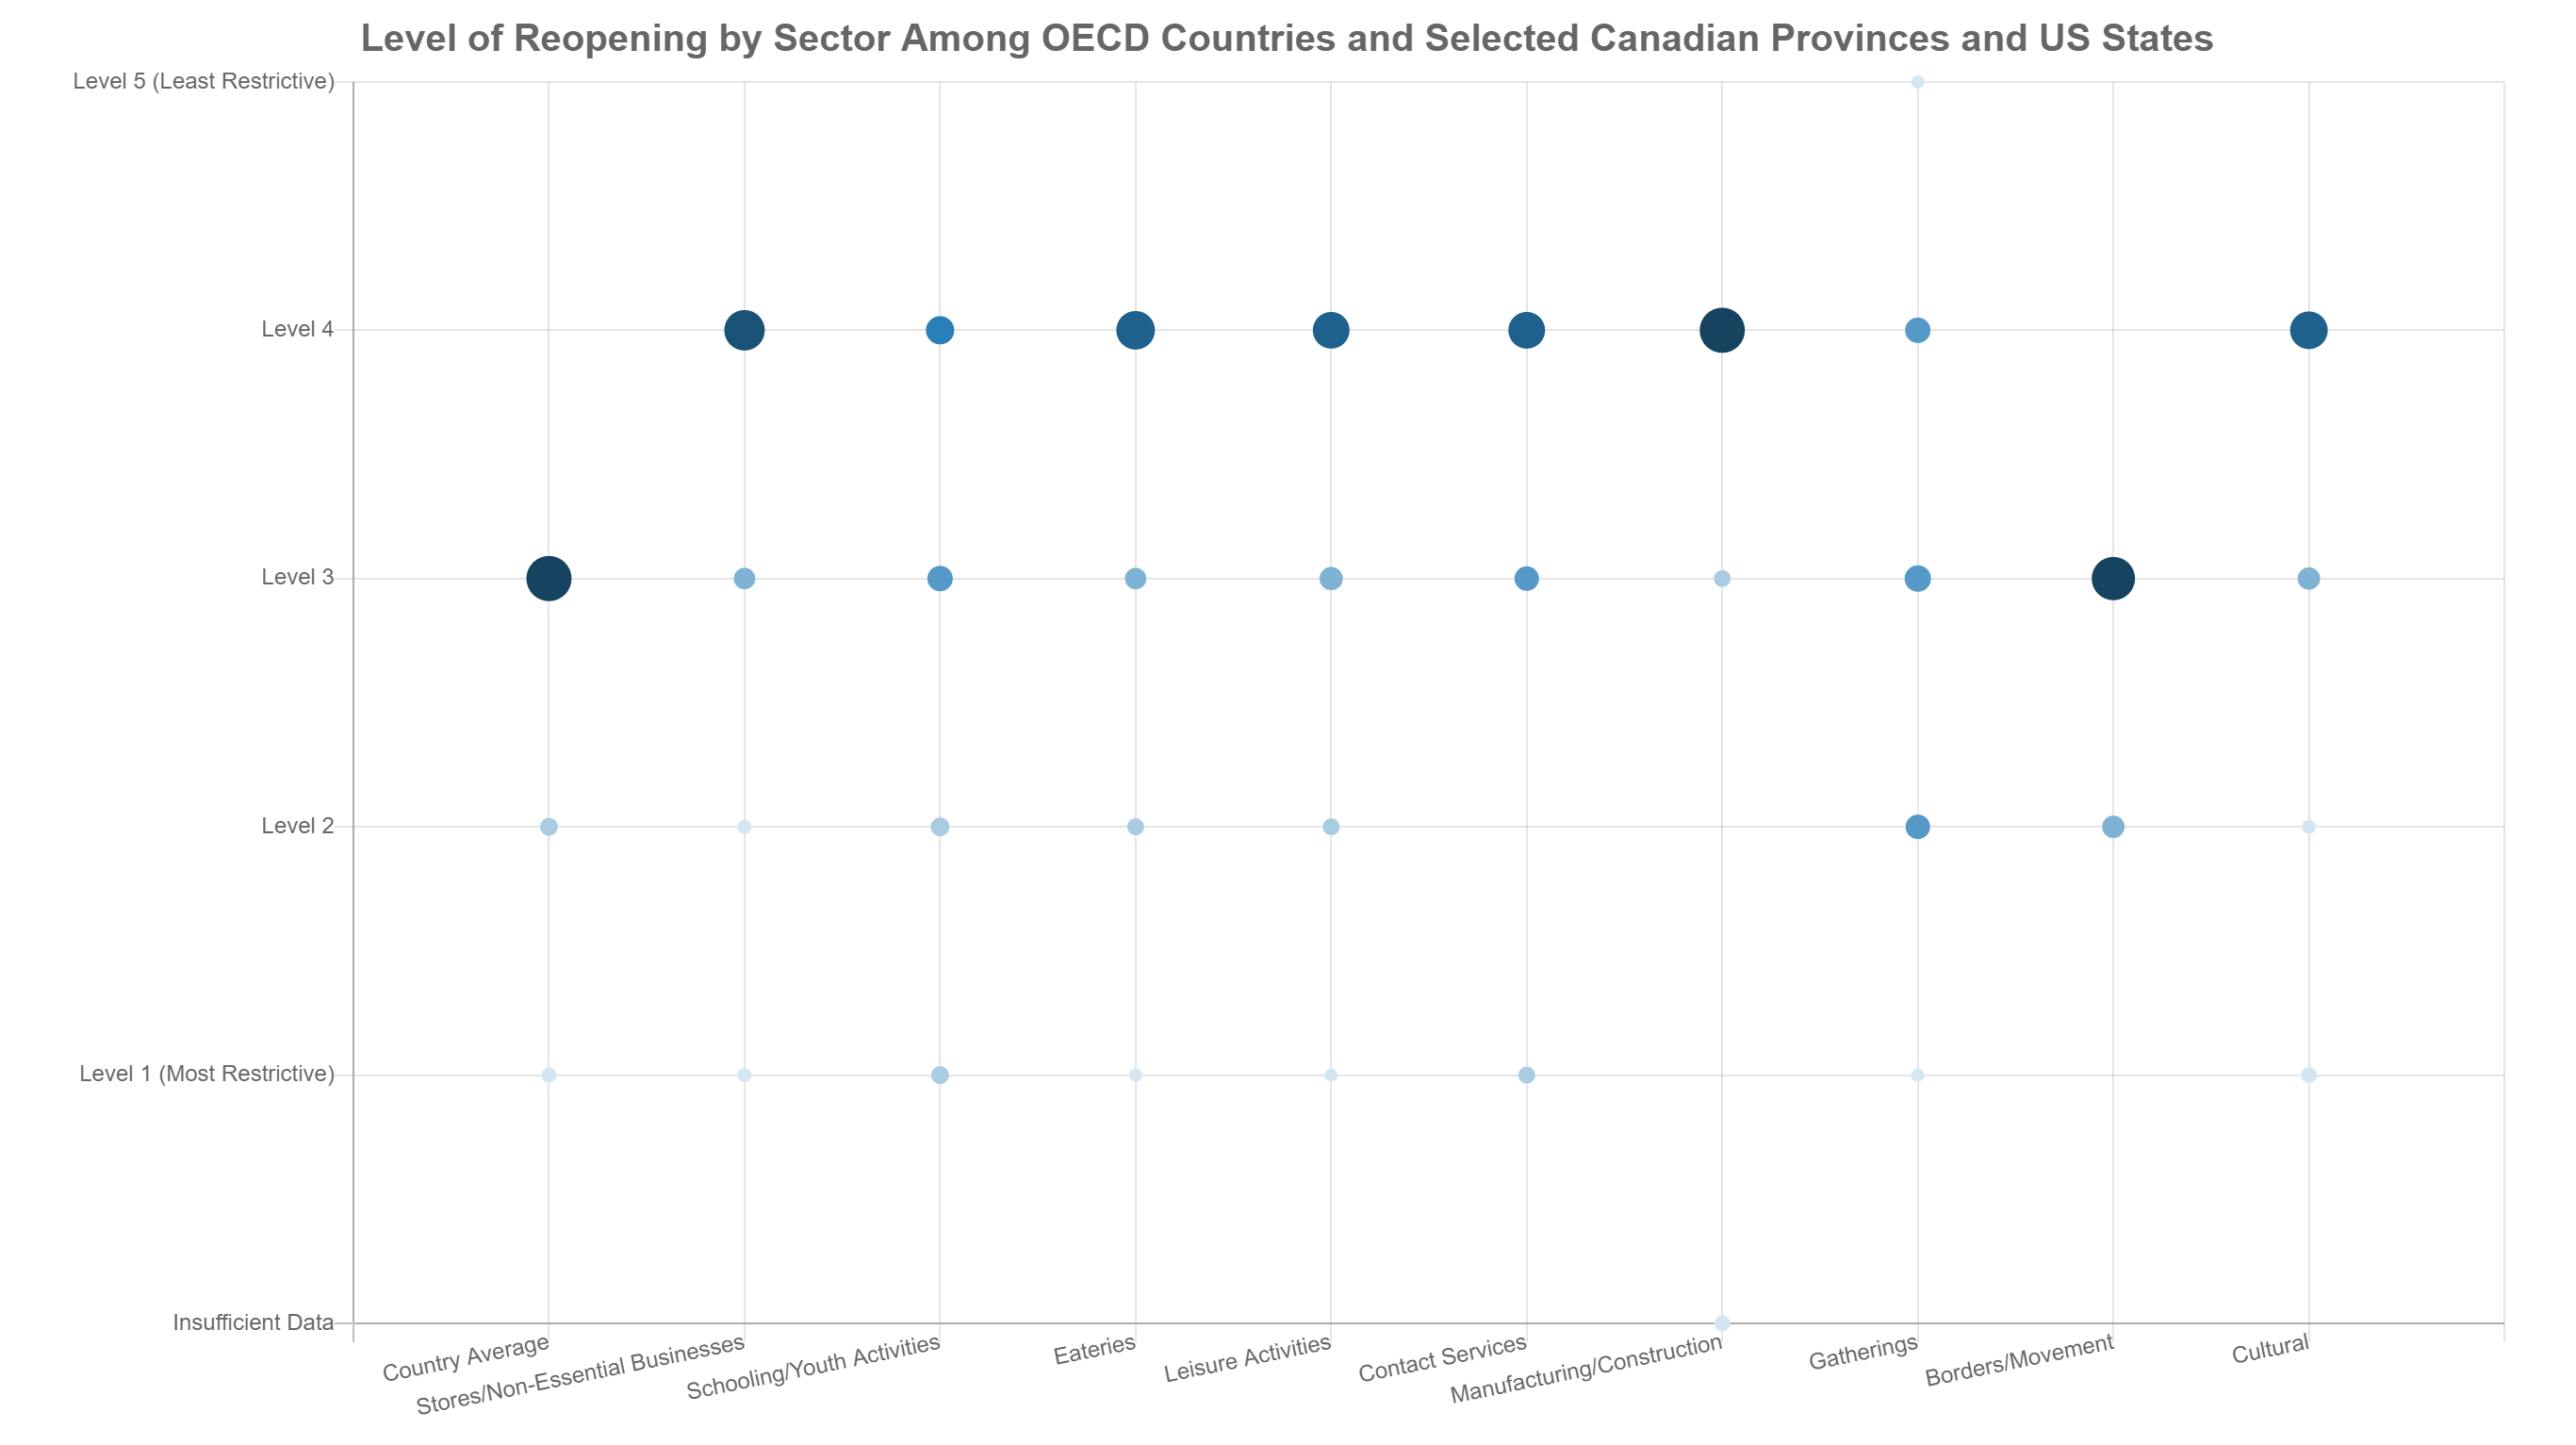 Level of Reopening by Sector Among OECD Countries and Selected Canadian Provinces and US States
Level 5 (Least Restrictive)
Level 4
Level 3
Level 2
Level 1 (Most Restrictive)
Insufficient Data
Country Average
Stores/Non-Essential Businesses
Schooling/Youth Activities
Eateries
Leisure Activities
Contact Services
Manufacturing/Construction
Gatherings
Borders/Movement
Cultural